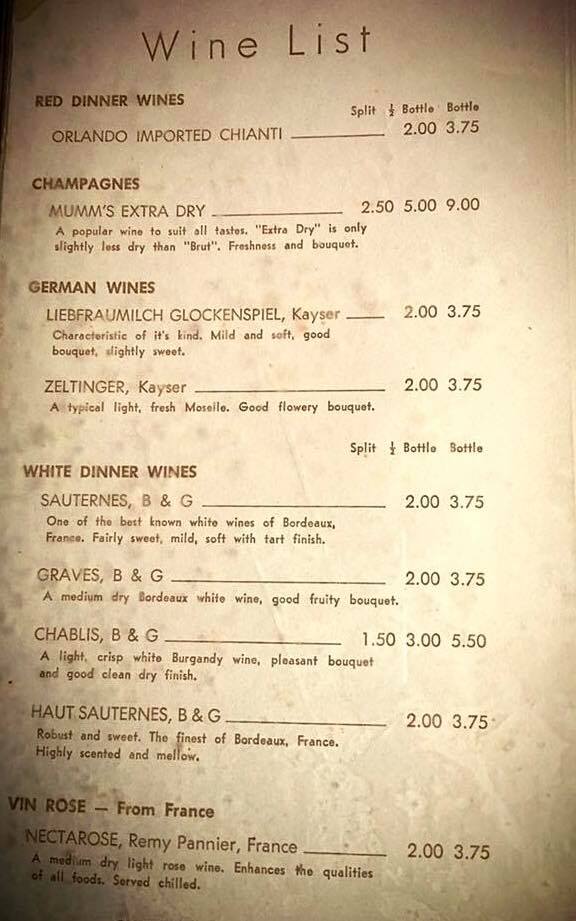 Wine List
RED DINNER WINES
Split ½ Bottle Bottle
ORLANDO IMPORTED CHIANTI 2.00 3.75
CHAMPAGNES
MUMM'S EXTRA DRY 2.50 5.00 9.00
A popular wine to suit all tastes. "Extra Dry" is only
slightly less dry than "Brut". Freshness and bouquet.
GERMAN WINES
LIEBFRAUMILCH GLOCKENSPIEL, Kayser 2.00 3.75
Characteristic of it's kind. Mild and soft, good
bouquet, slightly sweet.
ZELTINGER, Kayser 2.00 3.75
A typical light, fresh Moselle. Good flowery bouquet.
Split ½ Bottle Bottle
WHITE DINNER WINES
SAUTERNES, B & G 2.00 3.75
One of the best known white wines of Bordeaux,
France. Fairly sweet, mild, soft with tart finish.
GRAVES, B & G 2.00 3.75
A medium dry Bordeaux white wine, good fruity bouquet.
CHABLIS, B & G 1.50 3.00 5.50
A light, crisp white Burgandy wine, pleasant bouquet
and good clean dry finish.
HAUT SAUTERNES, B & G 2.00 3.75
Robust and sweet. The finest of Bordeaux, France.
Highly scented and mellow.
VIN ROSE — From France
NECTAROSE, Remy Pannier, France 2.00 3.75
A medium dry light rose wine. Enhances the qualities
of all foods. Served chilled.